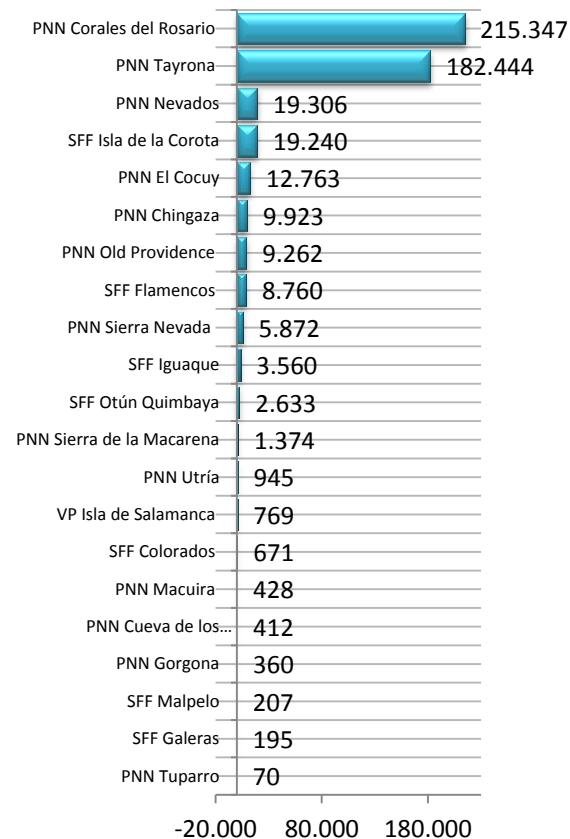 PNN Corales del Rosario 215.347
PNN Tayrona 182.444
PNN Nevados 19.306
SFF Isla de la Corota 19.240
PNN El Cocuy 12.763
PNN Chingaza 9.923
PNN Old Providence 9.262
SFF Flamencos 8.760
PNN Sierra Nevada 5.872
SFF Iguaque 3.560
SFF Otún Quimbaya 2.633
PNN Sierra de la Macarena 1.374
PNN Utría 945
VP Isla de Salamanca 769
SFF Colorados 671
PNN Macuira 428
PNN Cueva de los... 412
PNN Gorgona 360
SFF Malpelo 207
SFF Galeras 195
PNN Tuparro 70
-20.000 80.000 180.000